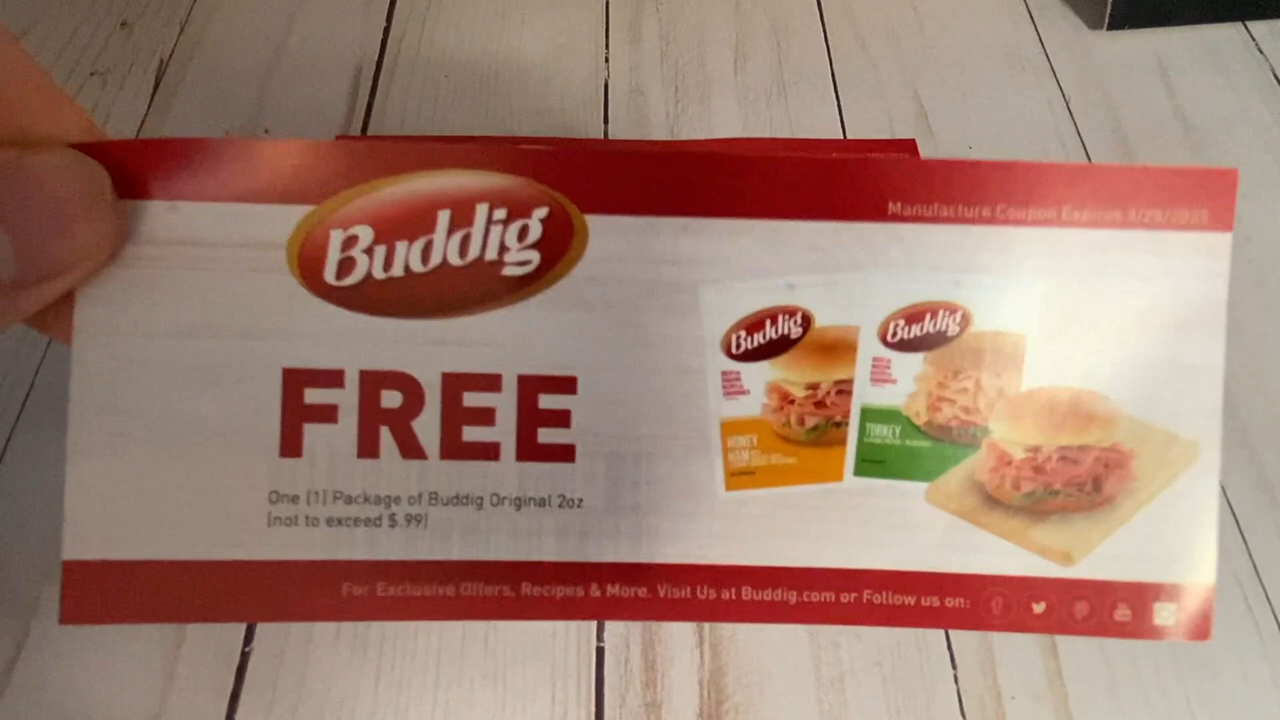 Manufacture Coupon Expires
Buddig
FREE
One (1) Package of Buddig Original 2oz
(not to exceed $.99)
Buddig
HONEY
HAM
Buddig
TURKEY
For Exclusive Offers, Recipes & More. Visit Us at Buddig.com or Follow us on: